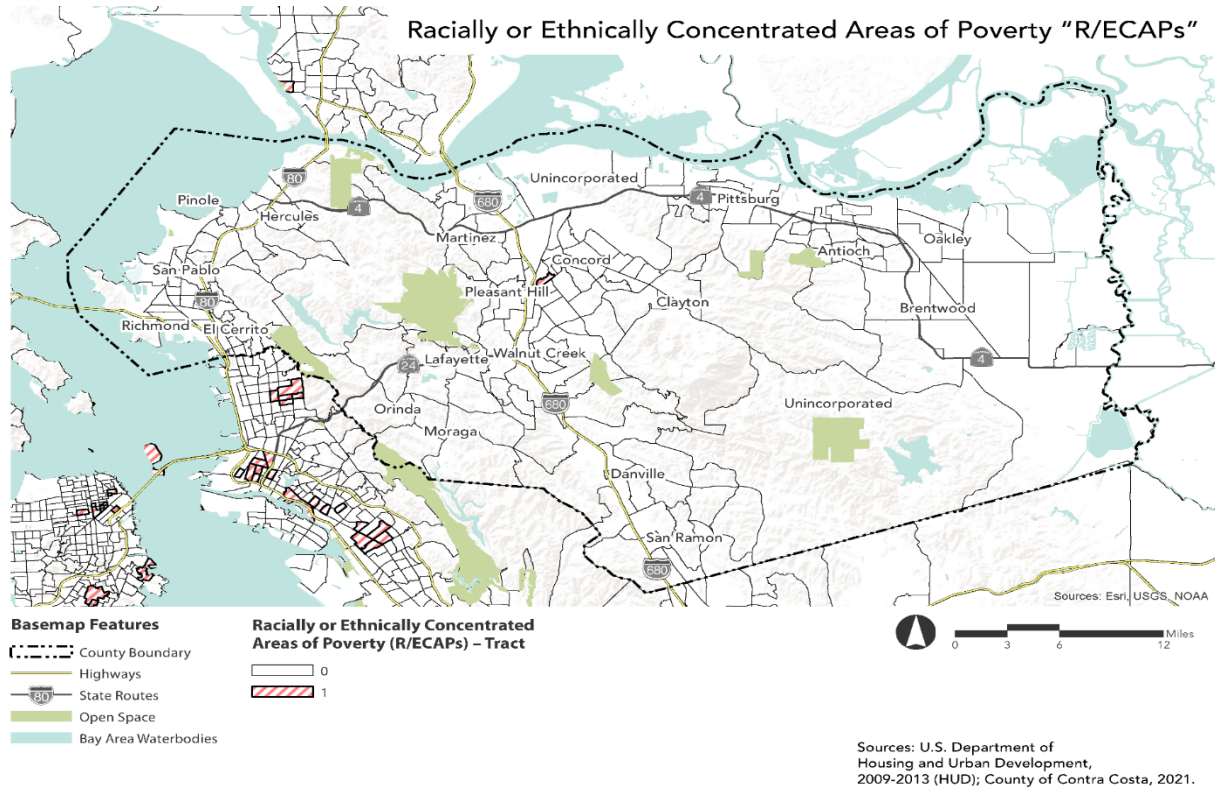 Racially or Ethnically Concentrated Areas of Poverty “R/ECAPs”
80
Unincorporated
Pinole
680
4
Pittsburg
4
Hercules
Martinez
Oakley
Antioch
Concord
San Pablo
80
Pleasant Hill
Clayton
Brentwood
Richmond
El Cerrito
Lafayette
Walnut Creek
4
24
680
Orinda
Unincorporated
Moraga
Danville
San Ramon
680
Sources: Esri, USGS, NOAA
Basemap Features
County Boundary
Highways
80
State Routes
Open Space
Bay Area Waterbodies
Racially or Ethnically Concentrated
Areas of Poverty (R/ECAPs) – Tract
0
1
Miles
0 3 6 12
Sources: U.S. Department of
Housing and Urban Development,
2009-2013 (HUD); County of Contra Costa, 2021.